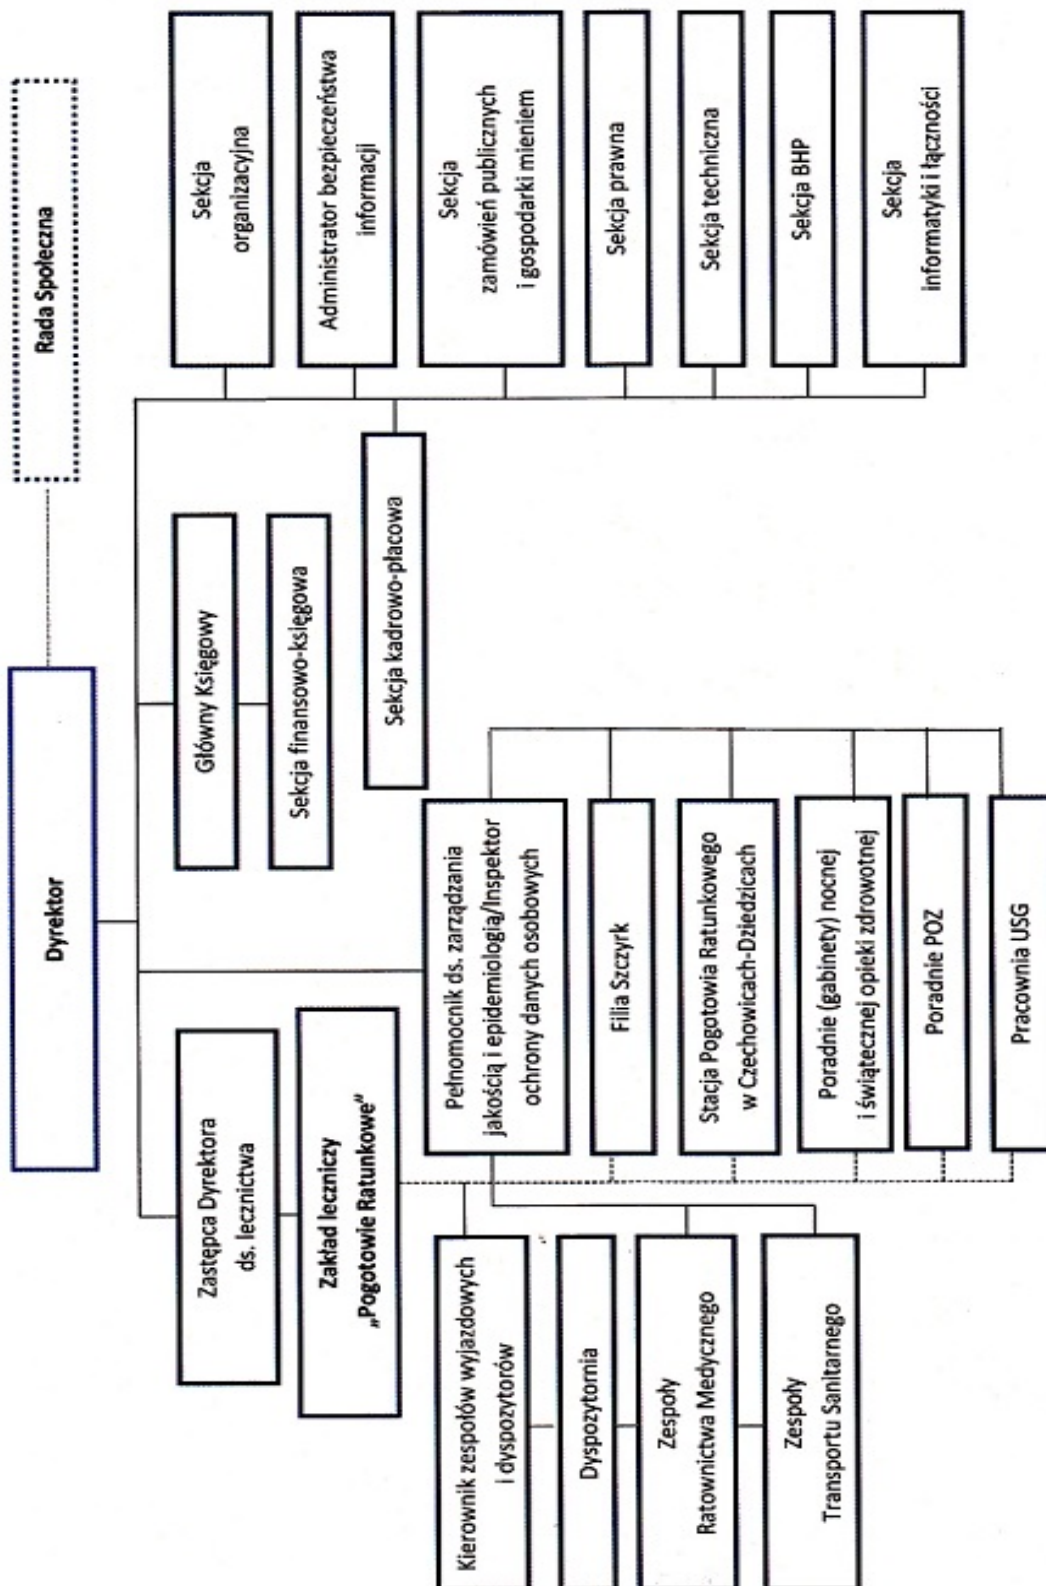 Dyrektor
Rada Społeczna
Zastępca Dyrektora
ds. lecznictwa
Zakład leczniczy
„Pogotowie Ratunkowe”
Kierownik zespołów wyjazdowych
i dyspozytorów
Dyspozytornia
Zespoły
Ratownictwa Medycznego
Zespoły
Transportu Sanitarnego
Pełnomocnik ds. zarządzania
jakością i epidemiologią/Inspektor
ochrony danych osobowych
Filia Szczyrk
Stacja Pogotowia Ratunkowego
w Czechowicach-Dziedzicach
Poradnie (gabinety) nocnej
i świątecznej opieki zdrowotnej
Poradnie POZ
Pracownia USG
Główny Księgowy
Sekcja finansowo-księgowa
Sekcja kadrowo-płacowa
Sekcja
organizacyjna
Administrator bezpieczeństwa
informacji
Sekcja
zamówień publicznych
i gospodarki mieniem
Sekcja prawna
Sekcja techniczna
Sekcja BHP
Sekcja
informatyki i łączności